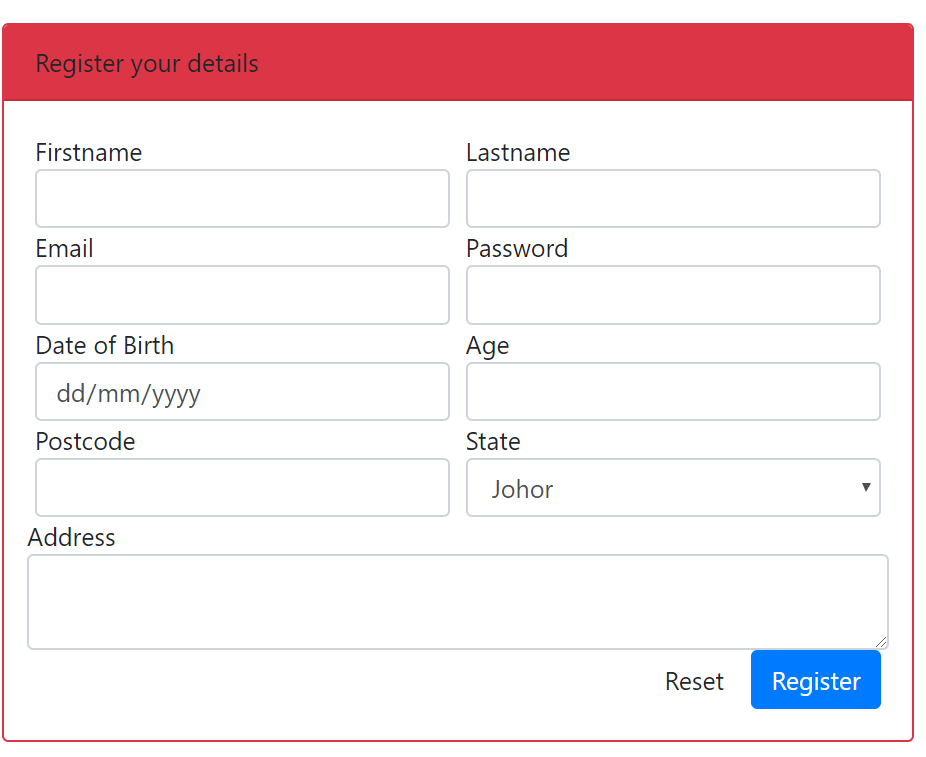 Register your details
Firstname Lastname
Email Password
Date of Birth Age
dd/mm/yyyy
Postcode State
Johor
Address
Reset Register